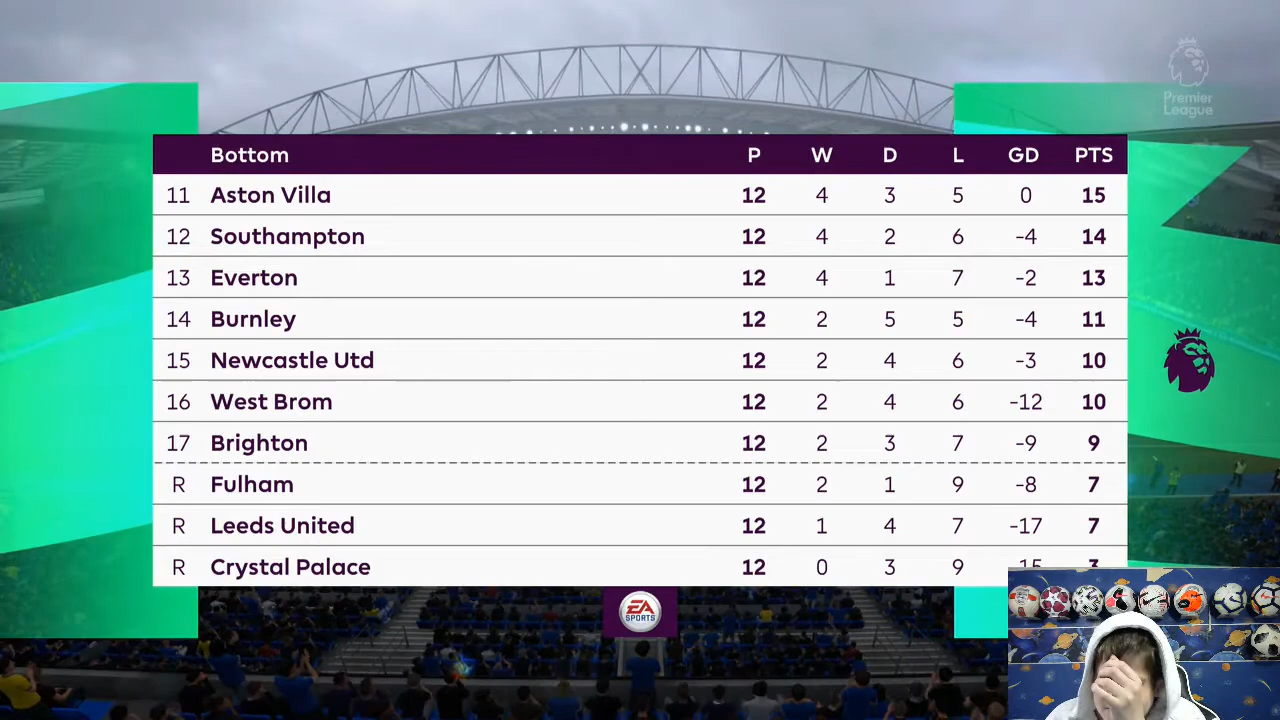 Premier
League
Bottom P W D L GD PTS
11 Aston Villa 12 4 3 5 0 15
12 Southampton 12 4 2 6 -4 14
13 Everton 12 4 1 7 -2 13
14 Burnley 12 2 5 5 -4 11
15 Newcastle Utd 12 2 4 6 -3 10
16 West Brom 12 2 4 6 -12 10
17 Brighton 12 2 3 7 -9 9
R Fulham 12 2 1 9 -8 7
R Leeds United 12 1 4 7 -17 7
R Crystal Palace 12 0 3 9 -15 3
EA
SPORTS